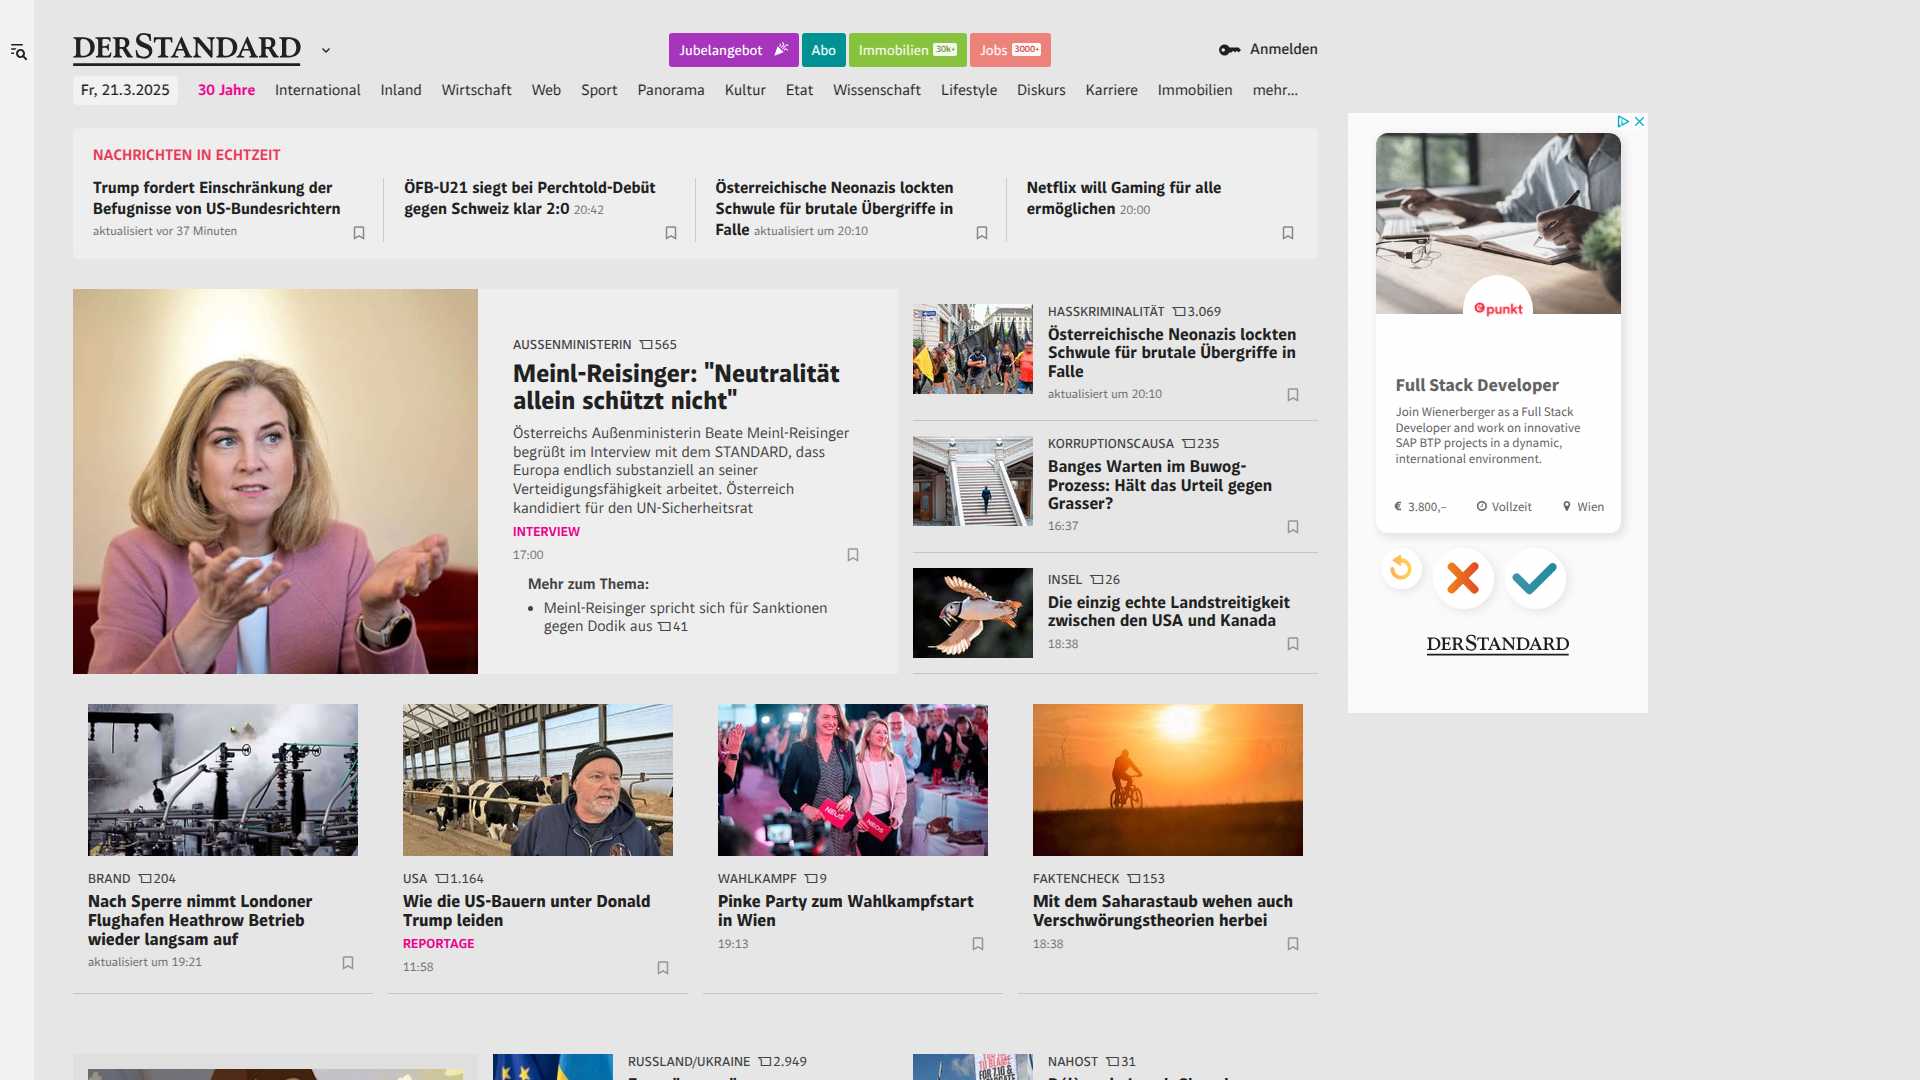 DERSTANDARD
Jubelangebot
Abo
Immobilien 30k+
Jobs 3000+
Anmelden
Fr, 21.3.2025
30 Jahre
International
Inland
Wirtschaft
Web
Sport
Panorama
Kultur
Etat
Wissenschaft
Lifestyle
Diskurs
Karriere
Immobilien
mehr...
NACHRICHTEN IN ECHTZEIT
Trump fordert Einschränkung der
Befugnisse von US-Bundesrichtern
aktualisiert vor 37 Minuten
ÖFB-U21 siegt bei Perchtold-Debüt
gegen Schweiz klar 2:0 20:42
Österreichische Neonazis lockten
Schwule für brutale Übergriffe in
Falle aktualisiert um 20:10
Netflix will Gaming für alle
ermöglichen 20:00
AUSSENMINISTERIN 565
Meinl-Reisinger: "Neutralität
allein schützt nicht"
Österreichs Außenministerin Beate Meinl-Reisinger
begrüßt im Interview mit dem STANDARD, dass
Europa endlich substanziell an seiner
Verteidigungsfähigkeit arbeitet. Österreich
kandidiert für den UN-Sicherheitsrat
INTERVIEW
17:00
Mehr zum Thema:
• Meinl-Reisinger spricht sich für Sanktionen
gegen Dodik aus 41
HASSKRIMINALITÄT 3.069
Österreichische Neonazis lockten
Schwule für brutale Übergriffe in
Falle
aktualisiert um 20:10
KORRUPTIONSCAUSA 235
Banges Warten im Buwog-
Prozess: Hält das Urteil gegen
Grasser?
16:37
INSEL 26
Die einzig echte Landstreitigkeit
zwischen den USA und Kanada
18:38
epunkt
Full Stack Developer
Join Wienerberger as a Full Stack
Developer and work on innovative
SAP BTP projects in a dynamic,
international environment.
€ 3.800,–
Vollzeit
Wien
DERSTANDARD
BRAND 204
Nach Sperre nimmt Londoner
Flughafen Heathrow Betrieb
wieder langsam auf
aktualisiert um 19:21
USA 1.164
Wie die US-Bauern unter Donald
Trump leiden
REPORTAGE
11:58
NEOS
NEOS
WAHLKAMPF 9
Pinke Party zum Wahlkampfstart
in Wien
19:13
FAKTENCHECK 153
Mit dem Saharastaub wehen auch
Verschwörungstheorien herbei
18:38
RUSSLAND/UKRAINE 2.949
NAHOST 31